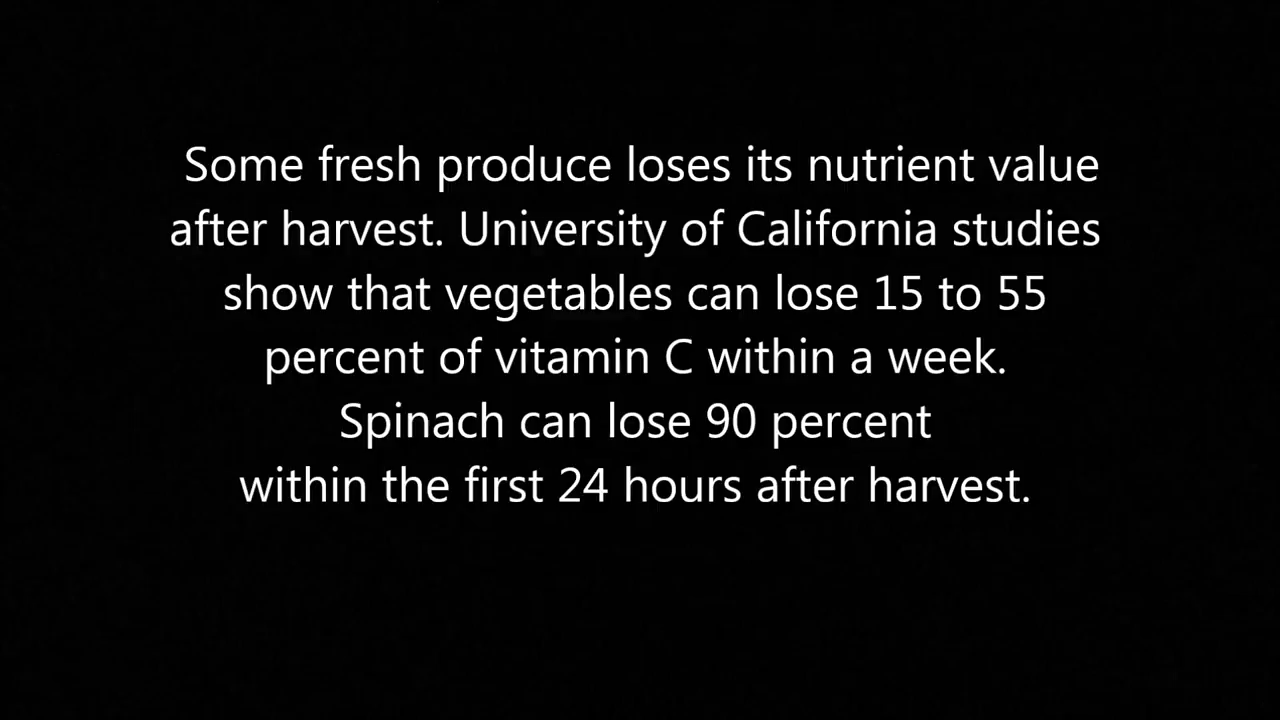 Some fresh produce loses its nutrient value
after harvest. University of California studies
show that vegetables can lose 15 to 55
percent of vitamin C within a week.
Spinach can lose 90 percent
within the first 24 hours after harvest.